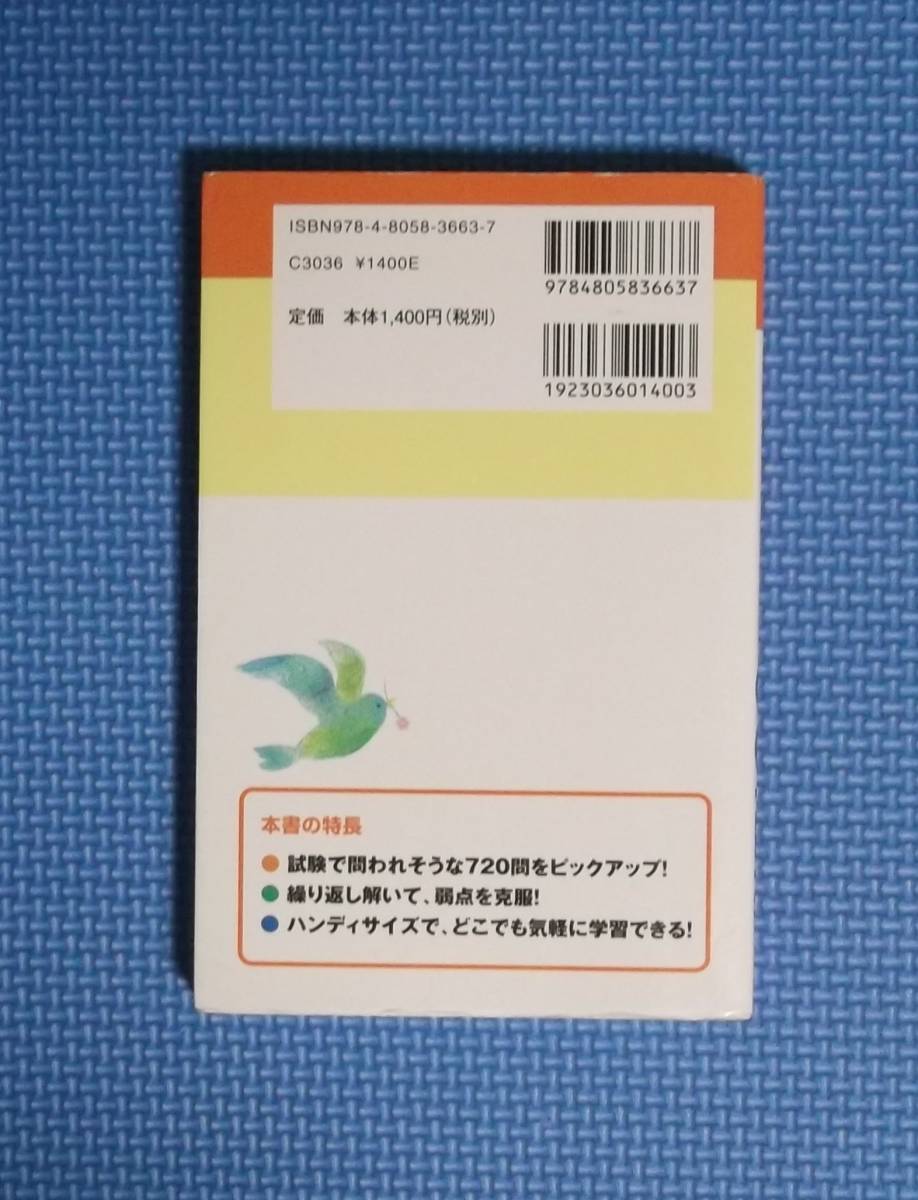 ISBN978-4-8058-3663-7
C3036 ¥1400E
定価 本体1,400円(税別)
9784805836637
1923036014003
本書の特長
● 試験で問われそうな720問をピックアップ!
● 繰り返し解いて、弱点を克服!
● ハンディサイズで、どこでも気軽に学習できる!